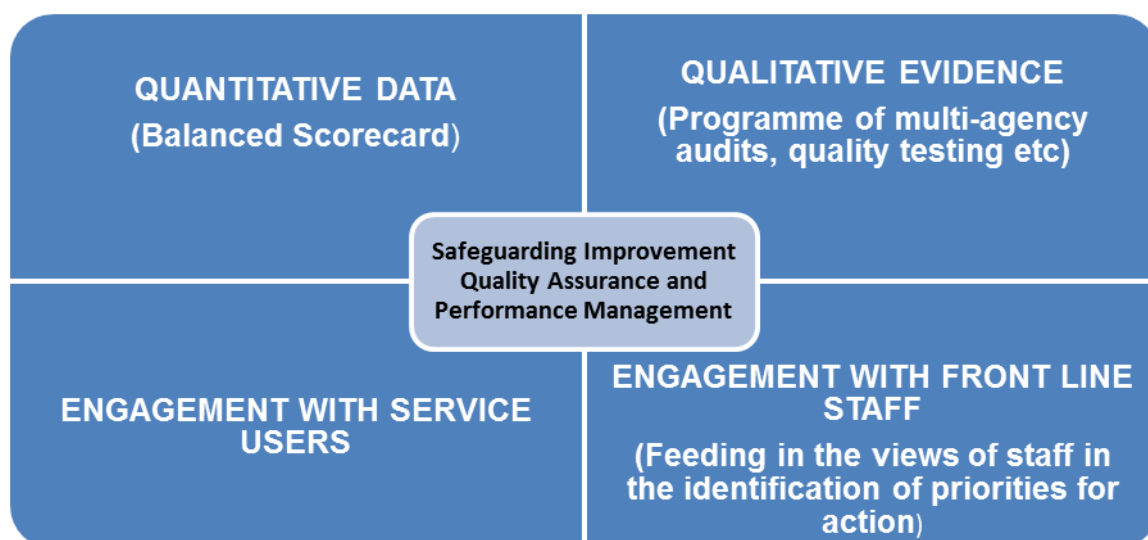 QUANTITATIVE DATA
(Balanced Scorecard)
QUALITATIVE EVIDENCE
(Programme of multi-agency
audits, quality testing etc)
Safeguarding Improvement
Quality Assurance and
Performance Management
ENGAGEMENT WITH SERVICE
USERS
ENGAGEMENT WITH FRONT LINE
STAFF
(Feeding in the views of staff in
the identification of priorities for
action)